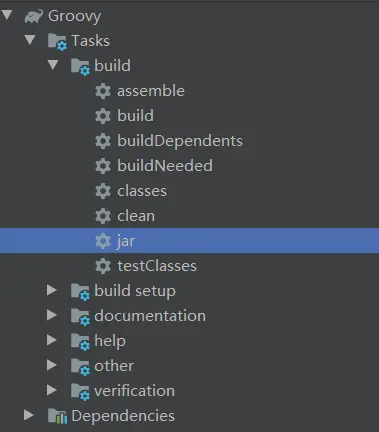 Groovy
Tasks
build
assemble
build
buildDependents
buildNeeded
classes
clean
jar
testClasses
build setup
documentation
help
other
verification
Dependencies